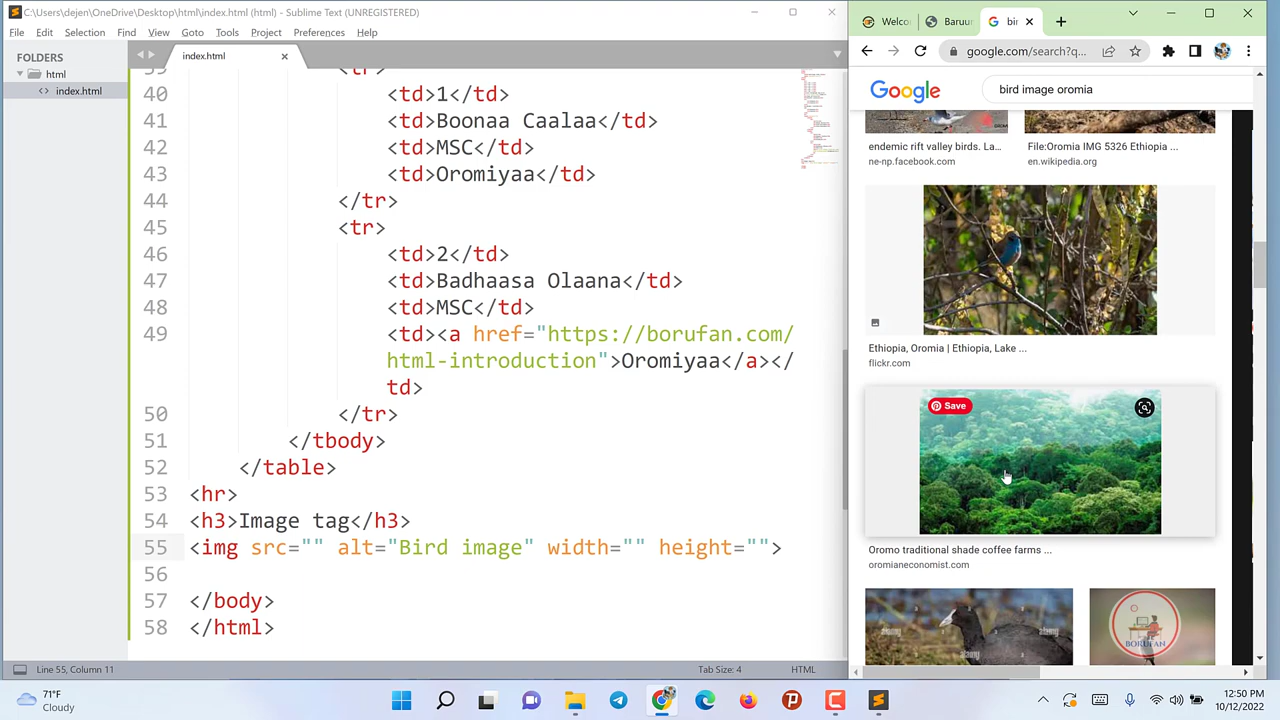 C:\Users\dejen\OneDrive\Desktop\html\index.html (html) - Sublime Text (UNREGISTERED)
File Edit Selection Find View Goto Tools Project Preferences Help
FOLDERS
html
<> index.html
index.html
<tr>
40 <td>1</td>
41 <td>Boonaa Caalaa</td>
42 <td>MSC</td>
43 <td>Oromiyaa</td>
44 </tr>
45 <tr>
46 <td>2</td>
47 <td>Badhaasa Olaana</td>
48 <td>MSC</td>
49 <td><a href="https://borufan.com/
html-introduction">Oromiyaa</a></
td>
50 </tr>
51 </tbody>
52 </table>
53 <hr>
54 <h3>Image tag</h3>
55 <img src="" alt="Bird image" width="" height="">
56
57 </body>
58 </html>
Line 55, Column 11
Tab Size: 4
HTML
Welco
Baruu
bir
google.com/search?q...
Google
bird image oromia
endemic rift valley birds. La...
ne-np.facebook.com
File:Oromia IMG 5326 Ethiopia ...
en.wikipedia.org
Ethiopia, Oromia | Ethiopia, Lake ...
flickr.com
Save
Oromo traditional shade coffee farms ...
oromianeconomist.com
alamy
alamy
BORUFAN
71°F
Cloudy
12:50 PM
10/12/2022